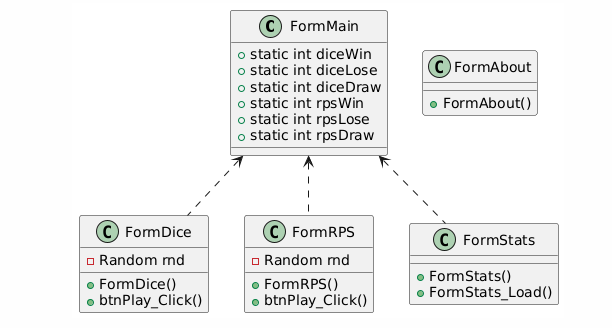 C FormMain
static int diceWin
static int diceLose
static int diceDraw
static int rpsWin
static int rpsLose
static int rpsDraw
C FormAbout
FormAbout()
C FormDice
Random rnd
FormDice()
btnPlay_Click()
C FormRPS
Random rnd
FormRPS()
btnPlay_Click()
C FormStats
FormStats()
FormStats_Load()